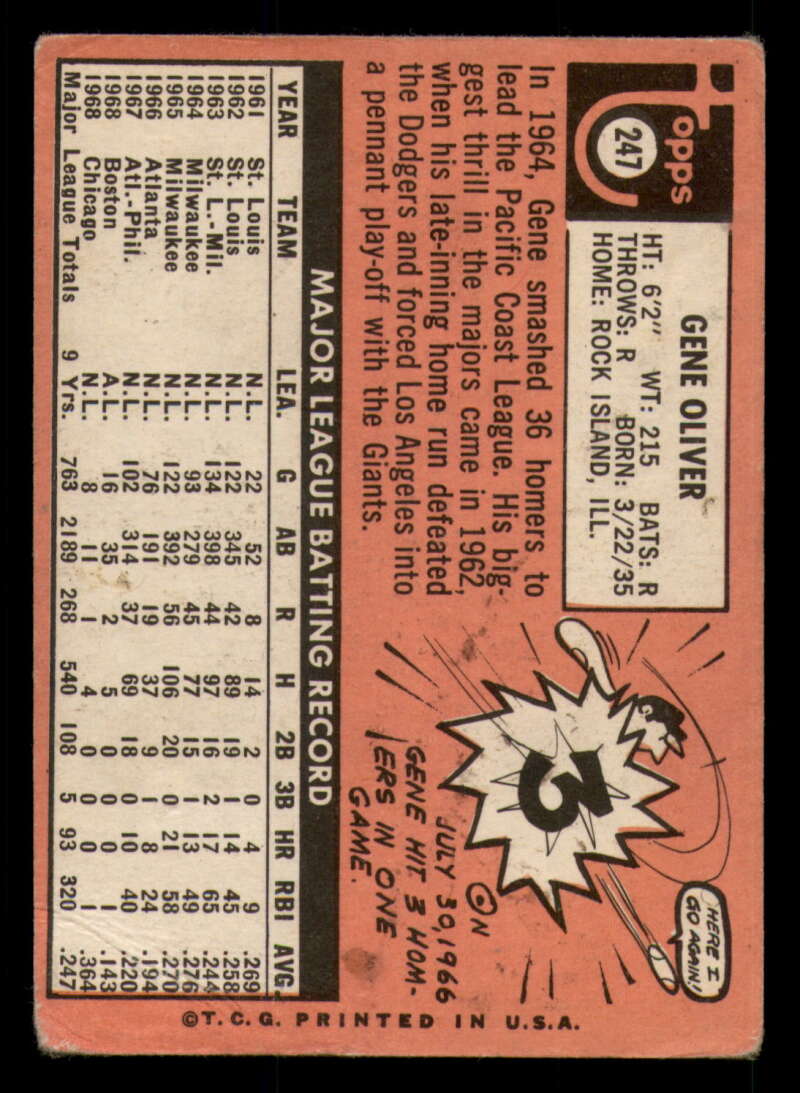 Topps
247
GENE OLIVER
HT: 6'2" WT: 215 BATS: R
THROWS: R BORN: 3/22/35
HOME: ROCK ISLAND, ILL.
In 1964, Gene smashed 36 homers to
lead the Pacific Coast League. His big-
gest thrill in the majors came in 1962,
when his late-inning home run defeated
the Dodgers and forced Los Angeles into
a pennant play-off with the Giants.
HERE I
GO AGAIN!
3
ON
JULY 30, 1966
GENE HIT 3 HOM-
ERS IN ONE
GAME.
MAJOR LEAGUE BATTING RECORD
YEAR TEAM LEA. G AB R H 2B 3B HR RBI AVG.
1961 St. Louis N.L. 22 52 8 14 2 0 4 9 .269
1962 St. Louis N.L. 122 345 42 89 19 1 14 45 .258
1963 St. L.-Mil. N.L. 134 398 44 97 16 2 17 65 .244
1964 Milwaukee N.L. 93 279 45 77 15 1 13 49 .276
1965 Milwaukee N.L. 122 392 56 106 20 0 21 58 .270
1966 Atlanta N.L. 76 191 19 37 9 1 8 24 .194
1967 Atl.-Phil. N.L. 102 314 37 69 18 0 10 40 .220
1968 Boston A.L. 16 35 2 5 0 0 0 1 .143
1968 Chicago N.L. 8 11 1 4 0 0 0 1 .364
Major League Totals 9 Yrs. 763 2189 268 540 108 5 93 320 .247
©T.C.G. PRINTED IN U.S.A.